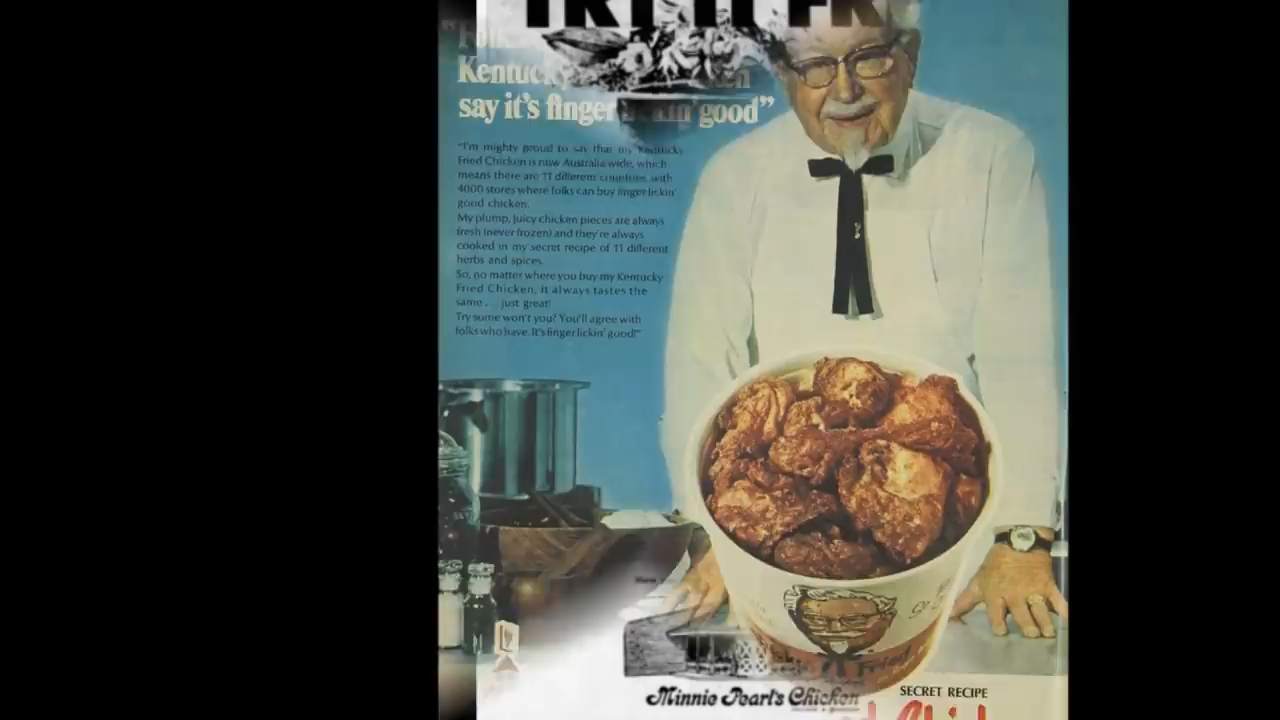 Kentucky
say it's finger lickin' good"
"I'm mighty proud to say that my Kentucky
Fried Chicken is now Australia wide, which
means there are 11 different countries with
4000 stores where folks can buy finger lickin'
good chicken.
My plump, juicy chicken pieces are always
fresh (never frozen) and they're always
cooked in my secret recipe of 11 different
herbs and spices.
So, no matter where you buy my Kentucky
Fried Chicken, it always tastes the
same . . . just great!
Try some won't you? You'll agree with
folks who have. It's finger lickin' good!"
Fried
Minnie Pearl's Chicken
SECRET RECIPE